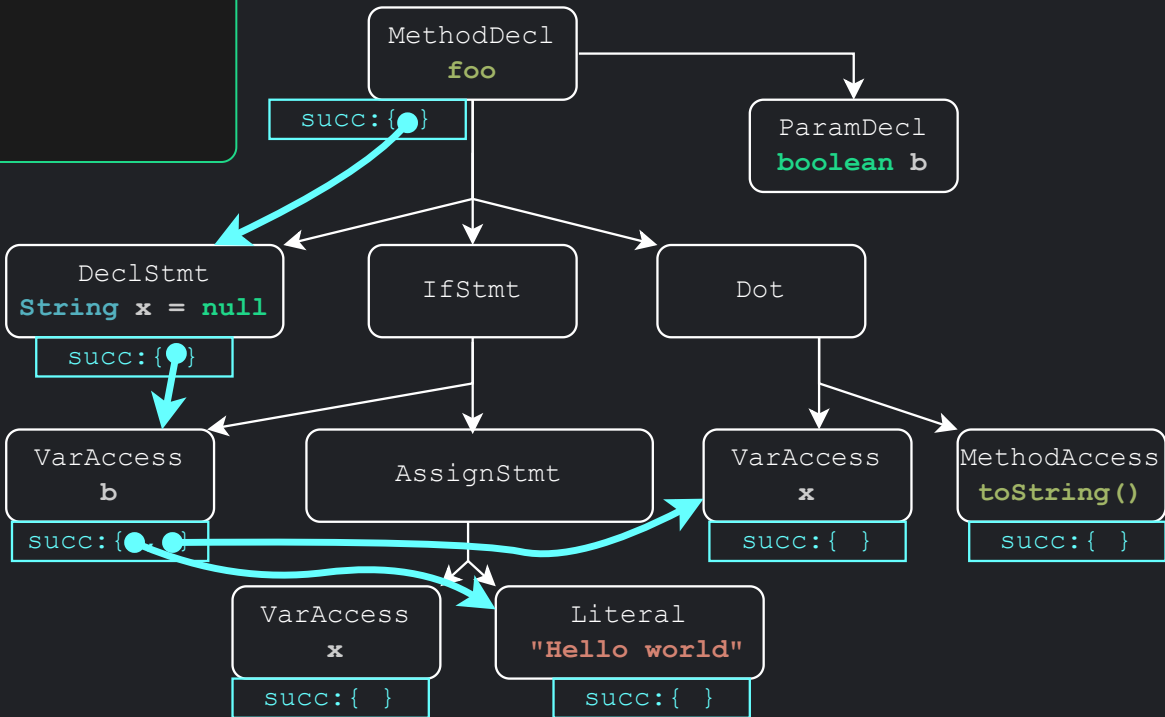 MethodDecl
foo
succ:{ }
ParamDecl
boolean b
DeclStmt
String x = null
succ:{ }
IfStmt
Dot
VarAccess
b
succ:{ , }
AssignStmt
VarAccess
x
succ:{ }
MethodAccess
toString()
succ:{ }
VarAccess
x
succ:{ }
Literal
"Hello world"
succ:{ }